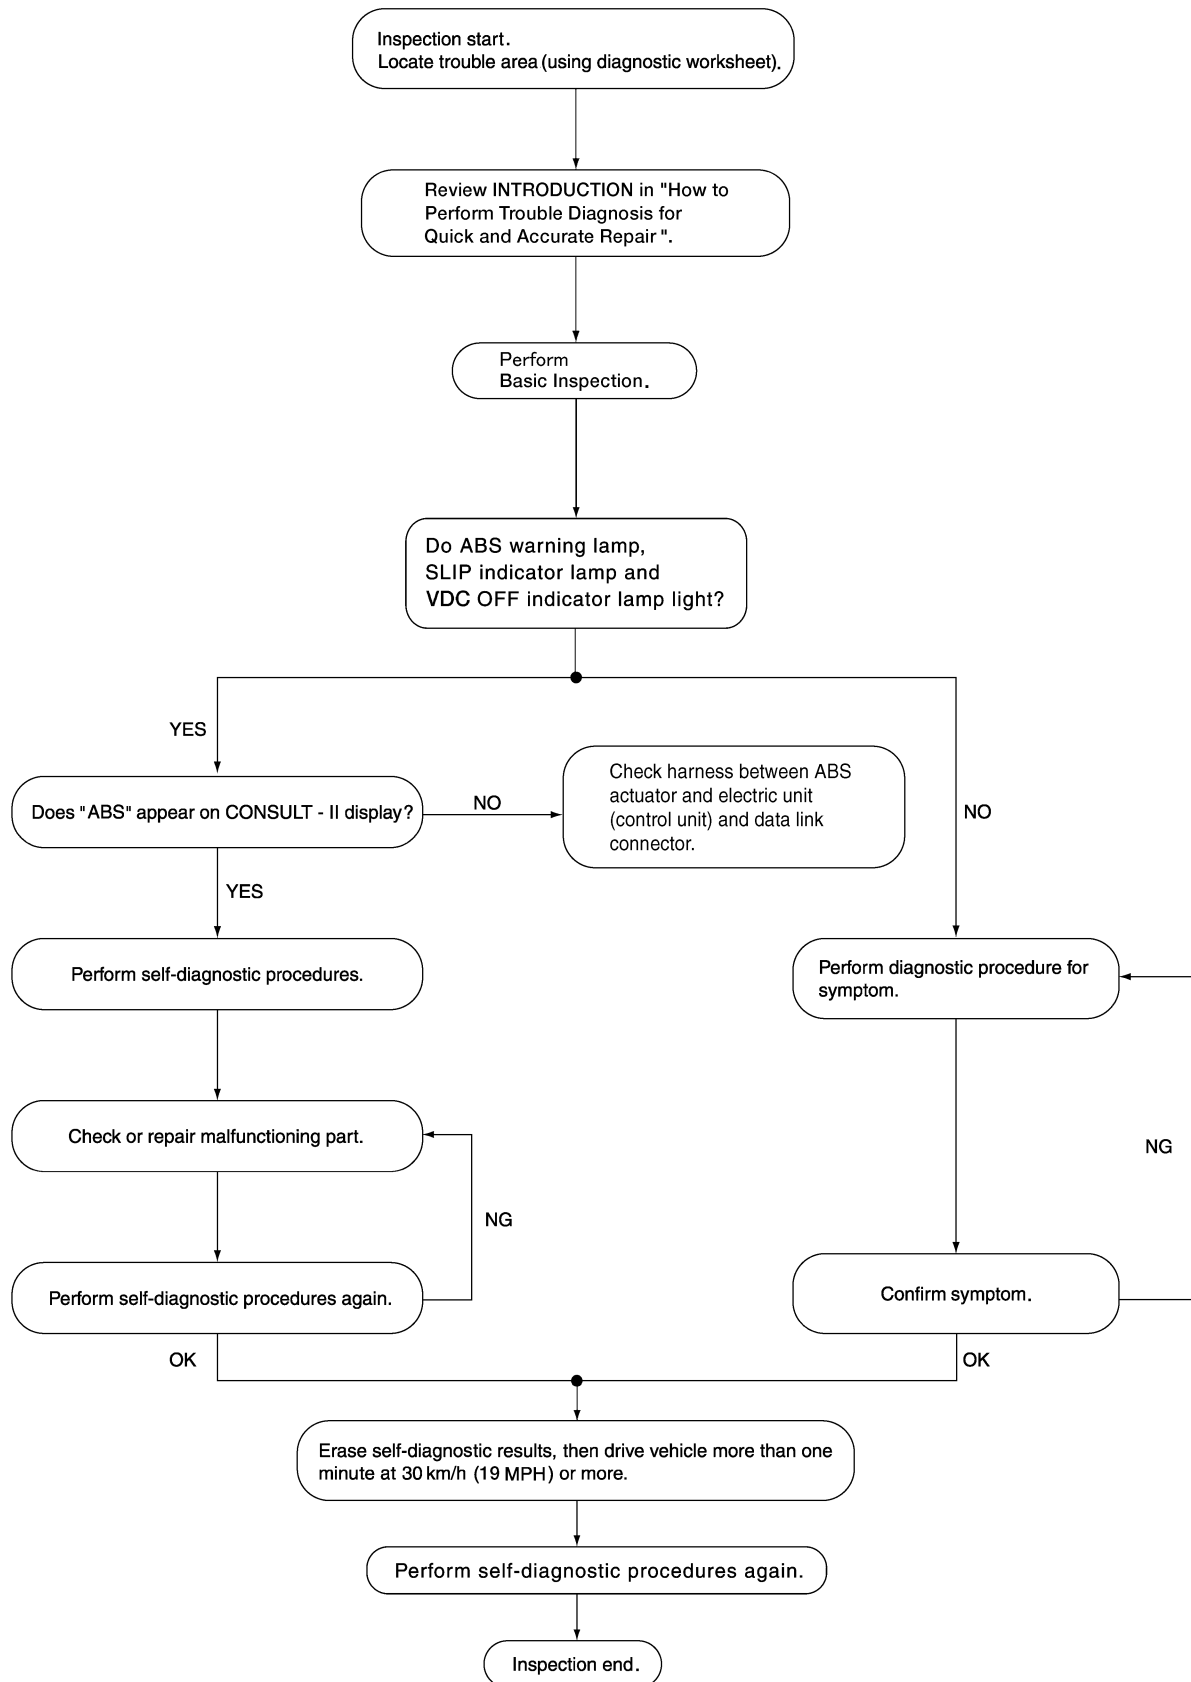 Inspection start.
Locate trouble area (using diagnostic worksheet).
Review INTRODUCTION in "How to
Perform Trouble Diagnosis for
Quick and Accurate Repair ".
Perform
Basic Inspection.
Do ABS warning lamp,
SLIP indicator lamp and
VDC OFF indicator lamp light?
YES
NO
Does "ABS" appear on CONSULT - II display?
NO
Check harness between ABS
actuator and electric unit
(control unit) and data link
connector.
YES
Perform self-diagnostic procedures.
Perform diagnostic procedure for
symptom.
Check or repair malfunctioning part.
NG
NG
Perform self-diagnostic procedures again.
Confirm symptom.
OK
OK
Erase self-diagnostic results, then drive vehicle more than one
minute at 30 km/h (19 MPH) or more.
Perform self-diagnostic procedures again.
Inspection end.